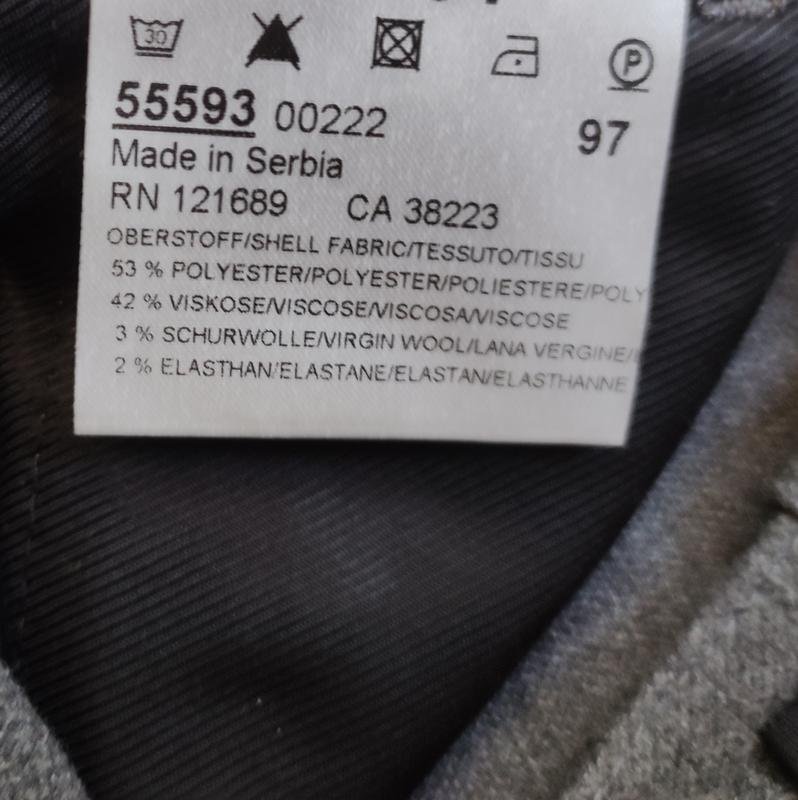 30
P
55593 00222 97
Made in Serbia
RN 121689 CA 38223
OBERSTOFF/SHELL FABRIC/TESSUTO/TISSU
53 % POLYESTER/POLYESTER/POLIESTERE/POLY
42 % VISKOSE/VISCOSE/VISCOSA/VISCOSE
3 % SCHURWOLLE/VIRGIN WOOL/LANA VERGINE/
2 % ELASTHAN/ELASTANE/ELASTAN/ELASTHANNE